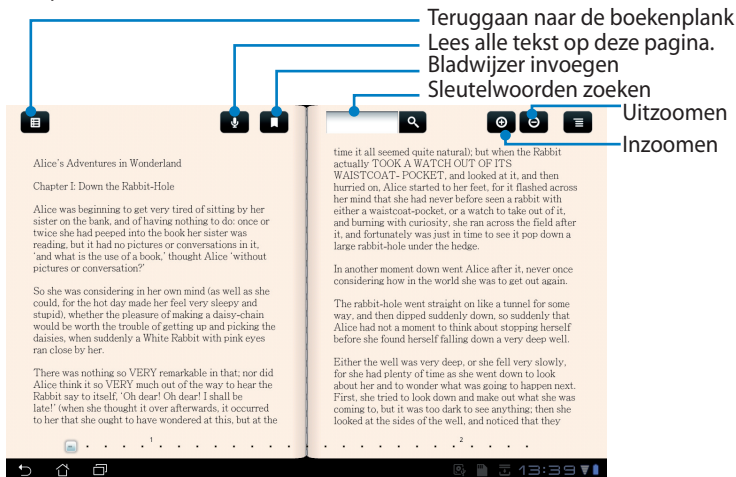 Teruggaan naar de boekenplank
Lees alle tekst op deze pagina.
Bladwijzer invoegen
Sleutelwoorden zoeken
Uitzoomen
Inzoomen
Alice's Adventures in Wonderland
Chapter I: Down the Rabbit-Hole
Alice was beginning to get very tired of sitting by her
sister on the bank, and of having nothing to do: once or
twice she had peeped into the book her sister was
reading, but it had no pictures or conversations in it,
'and what is the use of a book,' thought Alice 'without
pictures or conversation?'
So she was considering in her own mind (as well as she
could, for the hot day made her feel very sleepy and
stupid), whether the pleasure of making a daisy-chain
would be worth the trouble of getting up and picking the
daisies, when suddenly a White Rabbit with pink eyes
ran close by her.
There was nothing so VERY remarkable in that; nor did
Alice think it so VERY much out of the way to hear the
Rabbit say to itself, 'Oh dear! Oh dear! I shall be
late!' (when she thought it over afterwards, it occurred
to her that she ought to have wondered at this, but at the
1
time it all seemed quite natural); but when the Rabbit
actually TOOK A WATCH OUT OF ITS
WAISTCOAT- POCKET, and looked at it, and then
hurried on, Alice started to her feet, for it flashed across
her mind that she had never before seen a rabbit with
either a waistcoat-pocket, or a watch to take out of it,
and burning with curiosity, she ran across the field after
it, and fortunately was just in time to see it pop down a
large rabbit-hole under the hedge.
In another moment down went Alice after it, never once
considering how in the world she was to get out again.
The rabbit-hole went straight on like a tunnel for some
way, and then dipped suddenly down, so suddenly that
Alice had not a moment to think about stopping herself
before she found herself falling down a very deep well.
Either the well was very deep, or she fell very slowly,
for she had plenty of time as she went down to look
about her and to wonder what was going to happen next.
First, she tried to look down and make out what she was
coming to, but it was too dark to see anything; then she
looked at the sides of the well, and noticed that they
2
13:39